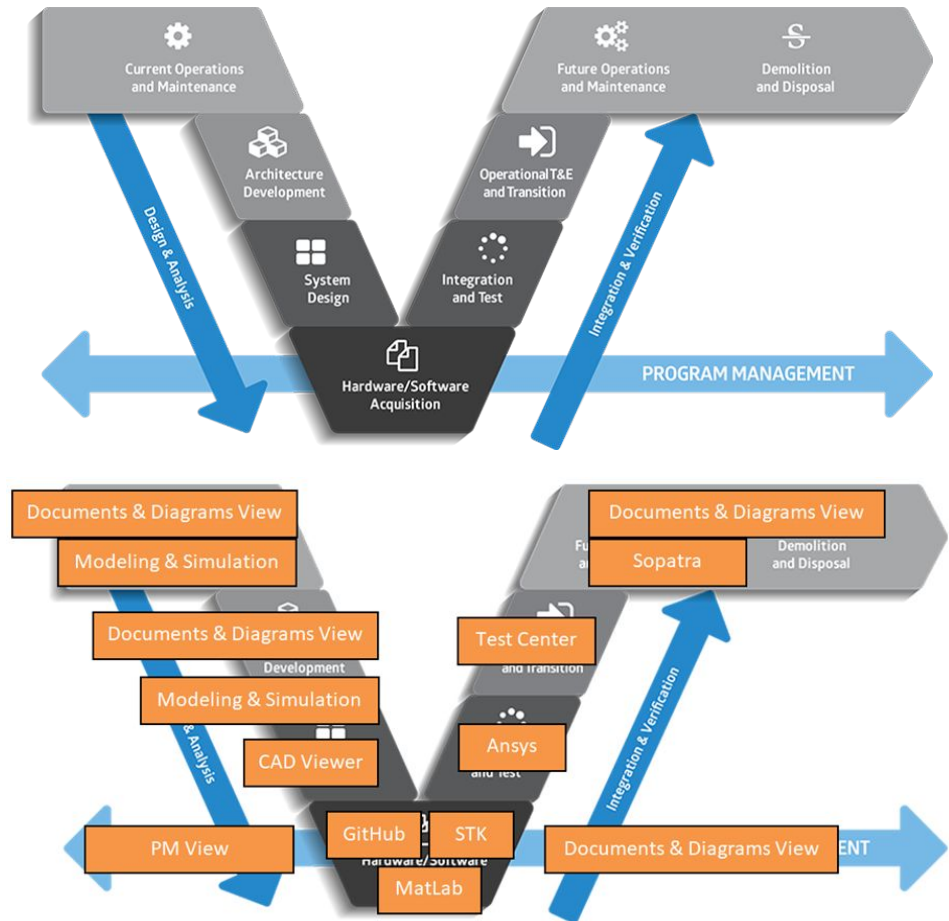 Current Operations
and Maintenance
Future Operations
and Maintenance
Demolition
and Disposal
Architecture
Development
Operational T&E
and Transition
Design & Analysis
System
Design
Integration
and Test
Integration & Verification
Hardware/Software
Acquisition
PROGRAM MANAGEMENT
Documents & Diagrams View
Modeling & Simulation
Documents & Diagrams View
Fu
Sopatra
Demolition
and Disposal
Documents & Diagrams View
Development
Test Center
and Transition
Modeling & Simulation
& Analysis
CAD Viewer
Ansys
and Test
Integration & Verification
PM View
GitHub
STK
Hardware/Software
MatLab
Documents & Diagrams View
ENT